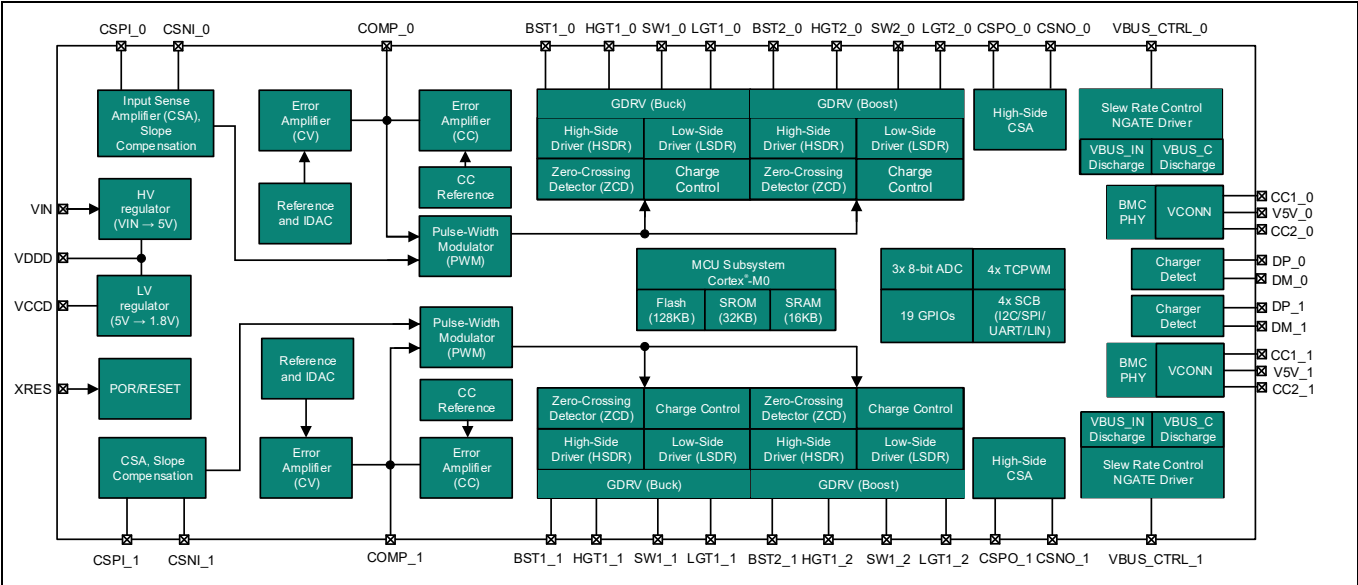 CSPI_0 CSNI_0 COMP_0 BST1_0 HGT1_0 SW1_0 LGT1_0 BST2_0 HGT2_0 SW2_0 LGT2_0 CSPO_0 CSNO_0 VBUS_CTRL_0
Input Sense
Amplifier (CSA),
Slope
Compensation
Error
Amplifier
(CV)
Error
Amplifier
(CC)
Reference
and IDAC
CC
Reference
Pulse-Width
Modulator
(PWM)
GDRV (Buck)
High-Side
Driver (HSDR)
Low-Side
Driver (LSDR)
Zero-Crossing
Detector (ZCD)
Charge
Control
GDRV (Boost)
High-Side
Driver (HSDR)
Low-Side
Driver (LSDR)
Zero-Crossing
Detector (ZCD)
Charge
Control
High-Side
CSA
Slew Rate Control
NGATE Driver
VBUS_IN
Discharge
VBUS_C
Discharge
VIN
HV
regulator
(VIN → 5V)
VDDD
VCCD
LV
regulator
(5V → 1.8V)
XRES
POR/RESET
BMC
PHY
VCONN
CC1_0
V5V_0
CC2_0
MCU Subsystem
Cortex®-M0
Flash
(128KB)
SROM
(32KB)
SRAM
(16KB)
3x 8-bit ADC
4x TCPWM
19 GPIOs
4x SCB
(I2C/SPI/
UART/LIN)
Charger
Detect
DP_0
DM_0
Charger
Detect
DP_1
DM_1
BMC
PHY
VCONN
CC1_1
V5V_1
CC2_1
Pulse-Width
Modulator
(PWM)
Reference
and IDAC
CC
Reference
CSA, Slope
Compensation
Error
Amplifier
(CV)
Error
Amplifier
(CC)
Zero-Crossing
Detector (ZCD)
Charge Control
High-Side
Driver (HSDR)
Low-Side
Driver (LSDR)
GDRV (Buck)
Zero-Crossing
Detector (ZCD)
Charge Control
High-Side
Driver (HSDR)
Low-Side
Driver (LSDR)
GDRV (Boost)
High-Side
CSA
VBUS_IN
Discharge
VBUS_C
Discharge
Slew Rate Control
NGATE Driver
CSPI_1 CSNI_1 COMP_1 BST1_1 HGT1_1 SW1_1 LGT1_1 BST2_1 HGT1_2 SW1_2 LGT1_2 CSPO_1 CSNO_1 VBUS_CTRL_1